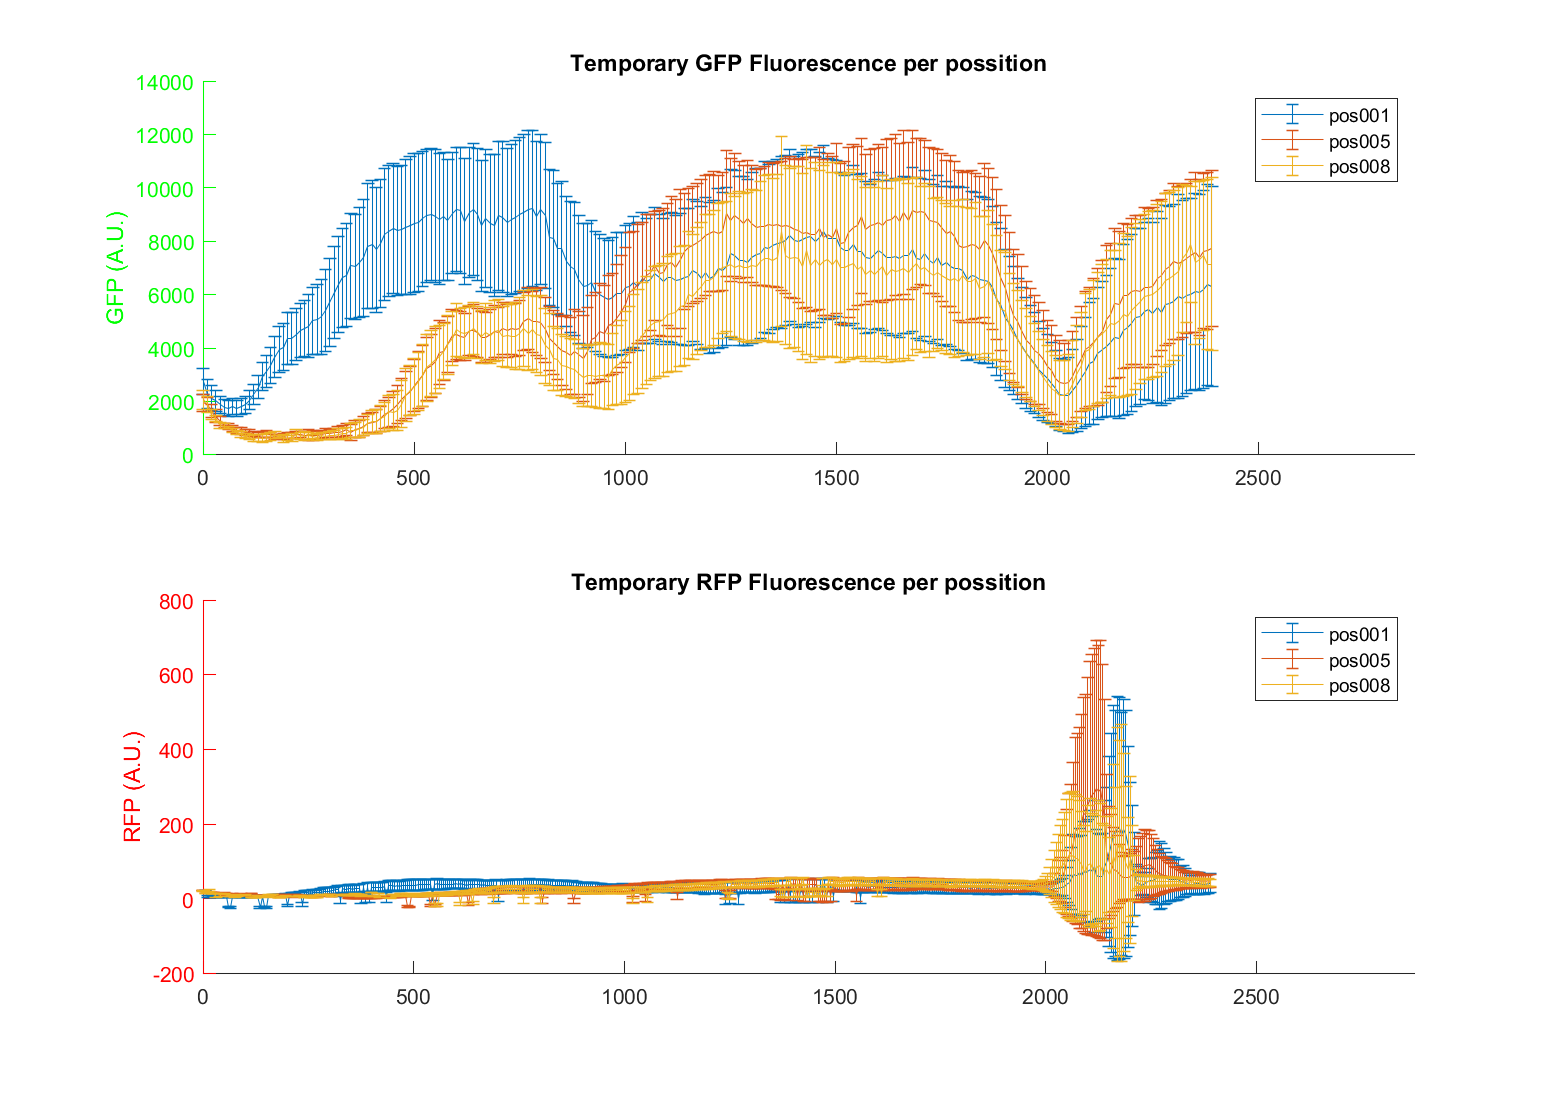 Temporary GFP Fluorescence per possition
GFP (A.U.)
14000
12000
10000
8000
6000
4000
2000
0
0 500 1000 1500 2000 2500
pos001
pos005
pos008
Temporary RFP Fluorescence per possition
RFP (A.U.)
800
600
400
200
0
-200
0 500 1000 1500 2000 2500
pos001
pos005
pos008